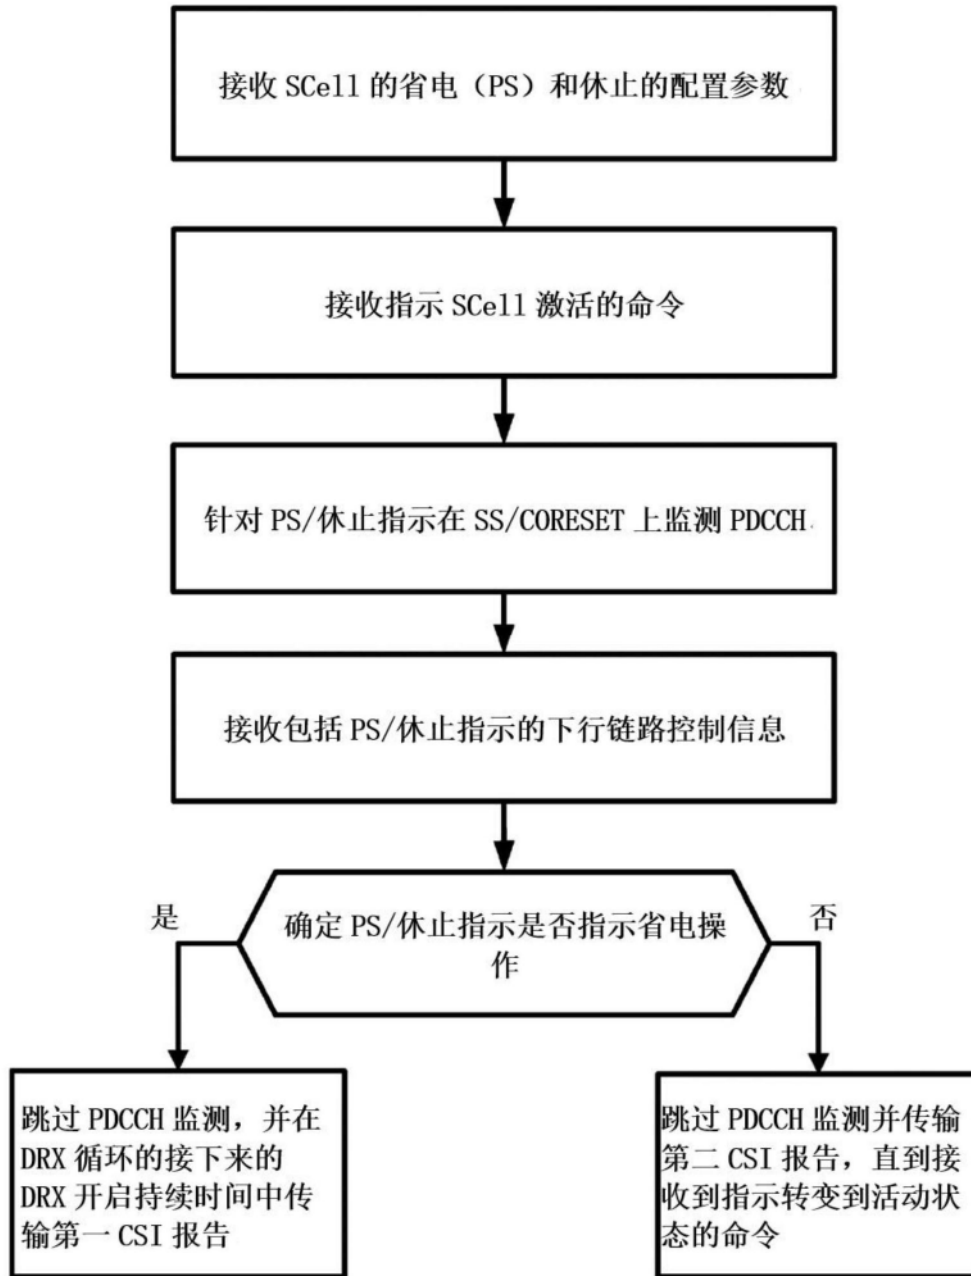 接收 SCell 的省电（PS）和休止的配置参数
接收指示 SCell 激活的命令
针对 PS/休止指示在 SS/CORESET 上监测 PDCCH
接收包括 PS/休止指示的下行链路控制信息
是
确定 PS/休止指示是否指示省电操
作
否
跳过 PDCCH 监测，并在
DRX 循环的接下来的
DRX 开启持续时间中传
输第一 CSI 报告
跳过 PDCCH 监测并传输
第二 CSI 报告，直到接
收到指示转变到活动状
态的命令